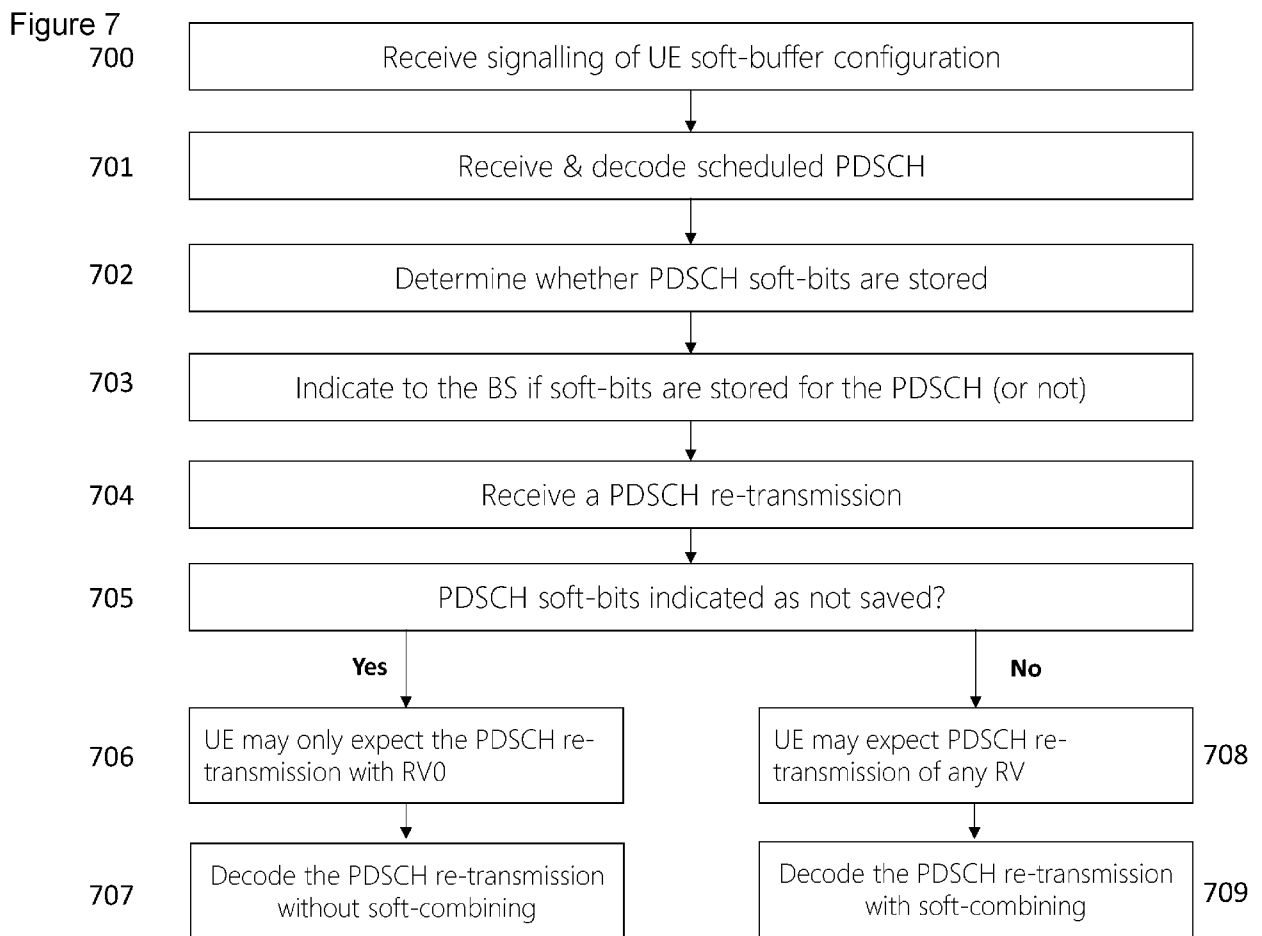 Figure 7
700
Receive signalling of UE soft-buffer configuration
701
Receive & decode scheduled PDSCH
702
Determine whether PDSCH soft-bits are stored
703
Indicate to the BS if soft-bits are stored for the PDSCH (or not)
704
Receive a PDSCH re-transmission
705
PDSCH soft-bits indicated as not saved?
Yes
No
706
UE may only expect the PDSCH re-
transmission with RV0
UE may expect PDSCH re-
transmission of any RV
708
707
Decode the PDSCH re-transmission
without soft-combining
Decode the PDSCH re-transmission
with soft-combining
709